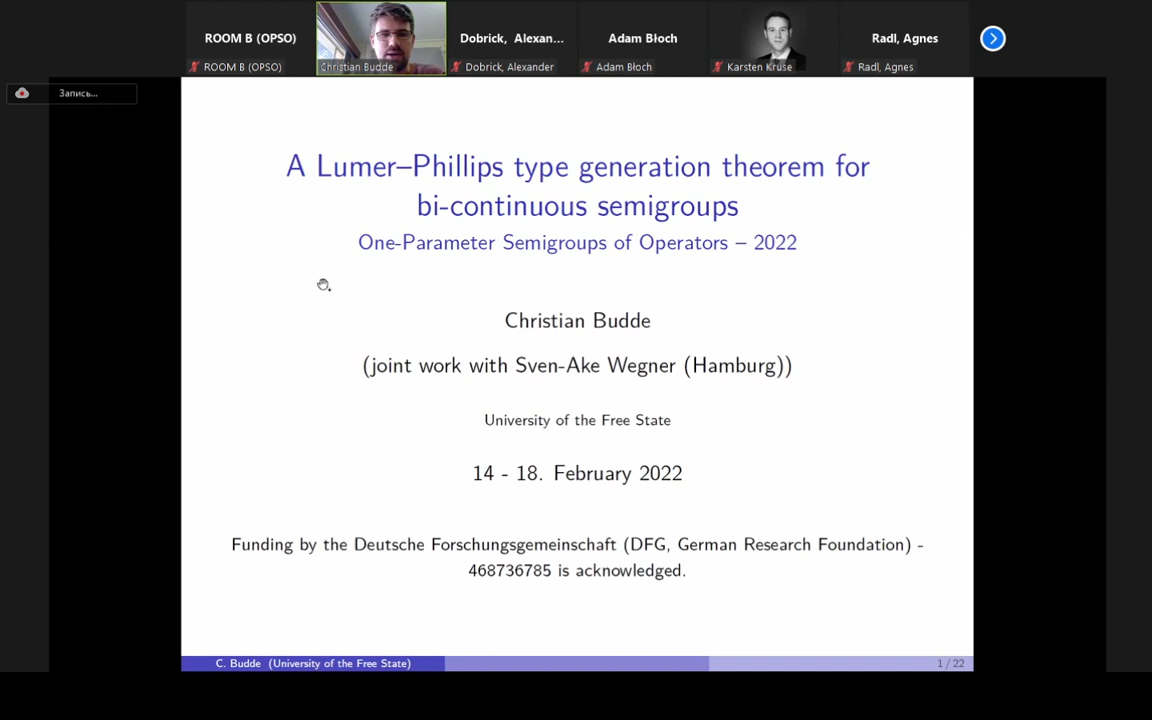 ROOM B (OPSO)
Dobrick, Alexan...
Adam Błoch
Radl, Agnes
ROOM B (OPSO)
Christian Budde
Dobrick, Alexander
Adam Błoch
Karsten Kruse
Radl, Agnes
Запись...
A Lumer–Phillips type generation theorem for
bi-continuous semigroups
One-Parameter Semigroups of Operators – 2022
Christian Budde
(joint work with Sven-Ake Wegner (Hamburg))
University of the Free State
14 - 18. February 2022
Funding by the Deutsche Forschungsgemeinschaft (DFG, German Research Foundation) -
468736785 is acknowledged.
C. Budde (University of the Free State)
1 / 22